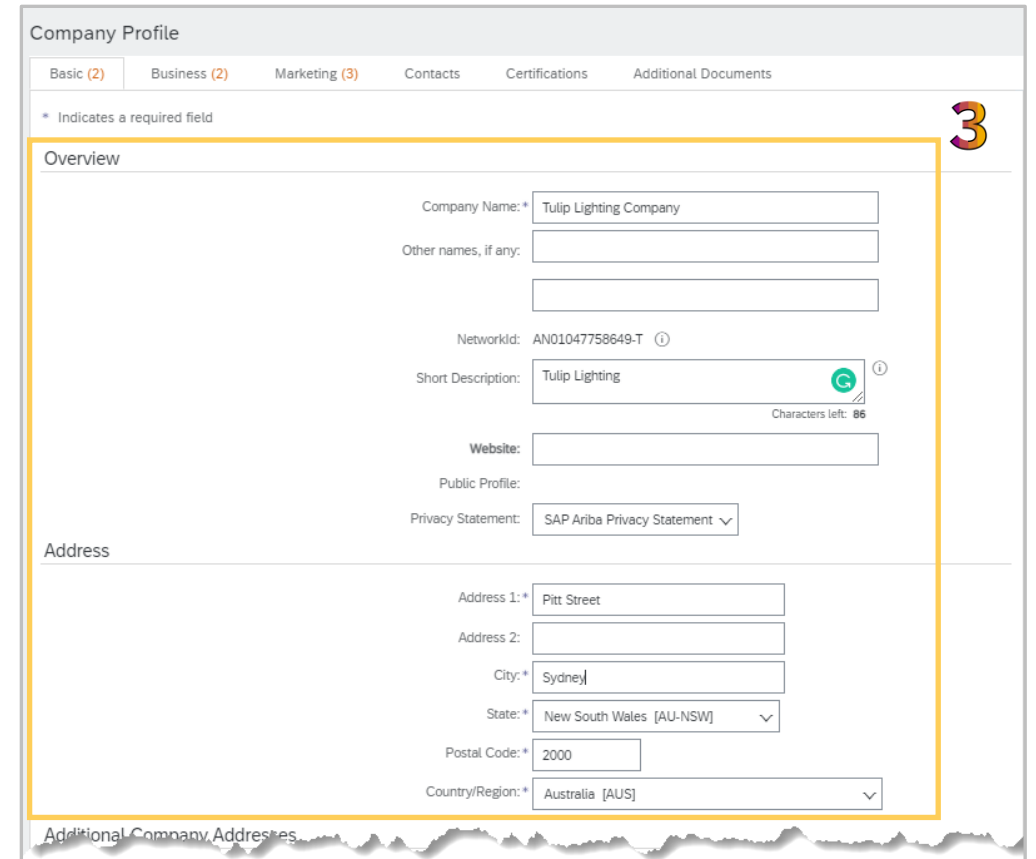 Company Profile
Basic (2) Business (2) Marketing (3) Contacts Certifications Additional Documents
* Indicates a required field
3
Overview
Company Name:* Tulip Lighting Company
Other names, if any:
NetworkId: AN01047758649-T
Short Description: Tulip Lighting
Characters left: 86
Website:
Public Profile:
Privacy Statement: SAP Ariba Privacy Statement
Address
Address 1:* Pitt Street
Address 2:
City:* Sydney
State:* New South Wales [AU-NSW]
Postal Code:* 2000
Country/Region:* Australia [AUS]
Additional Company Addresses